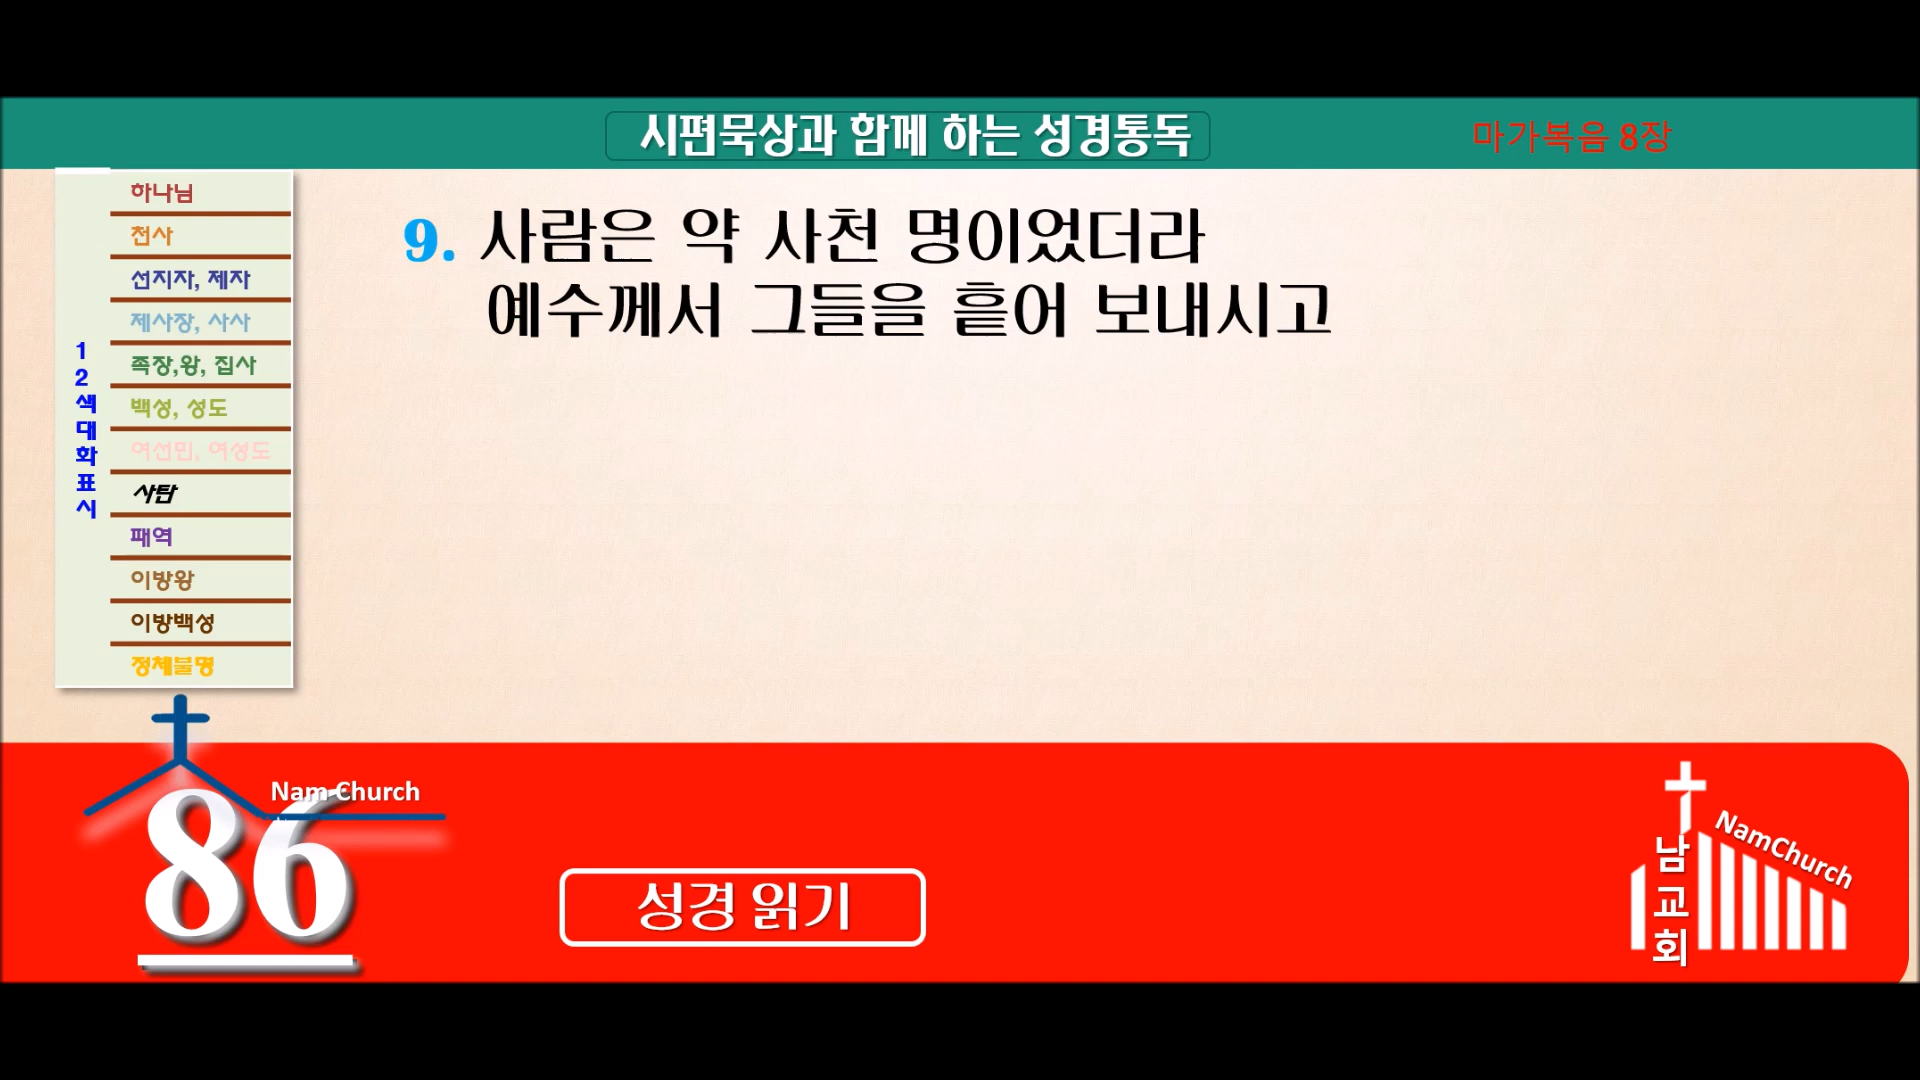 시편묵상과 함께 하는 성경통독
마가복음 8장
12색대화표시
하나님
천사
선지자, 제자
제사장, 사사
족장,왕, 집사
백성, 성도
여선민, 여성도
사탄
패역
이방왕
이방백성
정체불명
9. 사람은 약 사천 명이었더라
예수께서 그들을 흩어 보내시고
Nam Church
86
성경 읽기
NamChurch
남교회